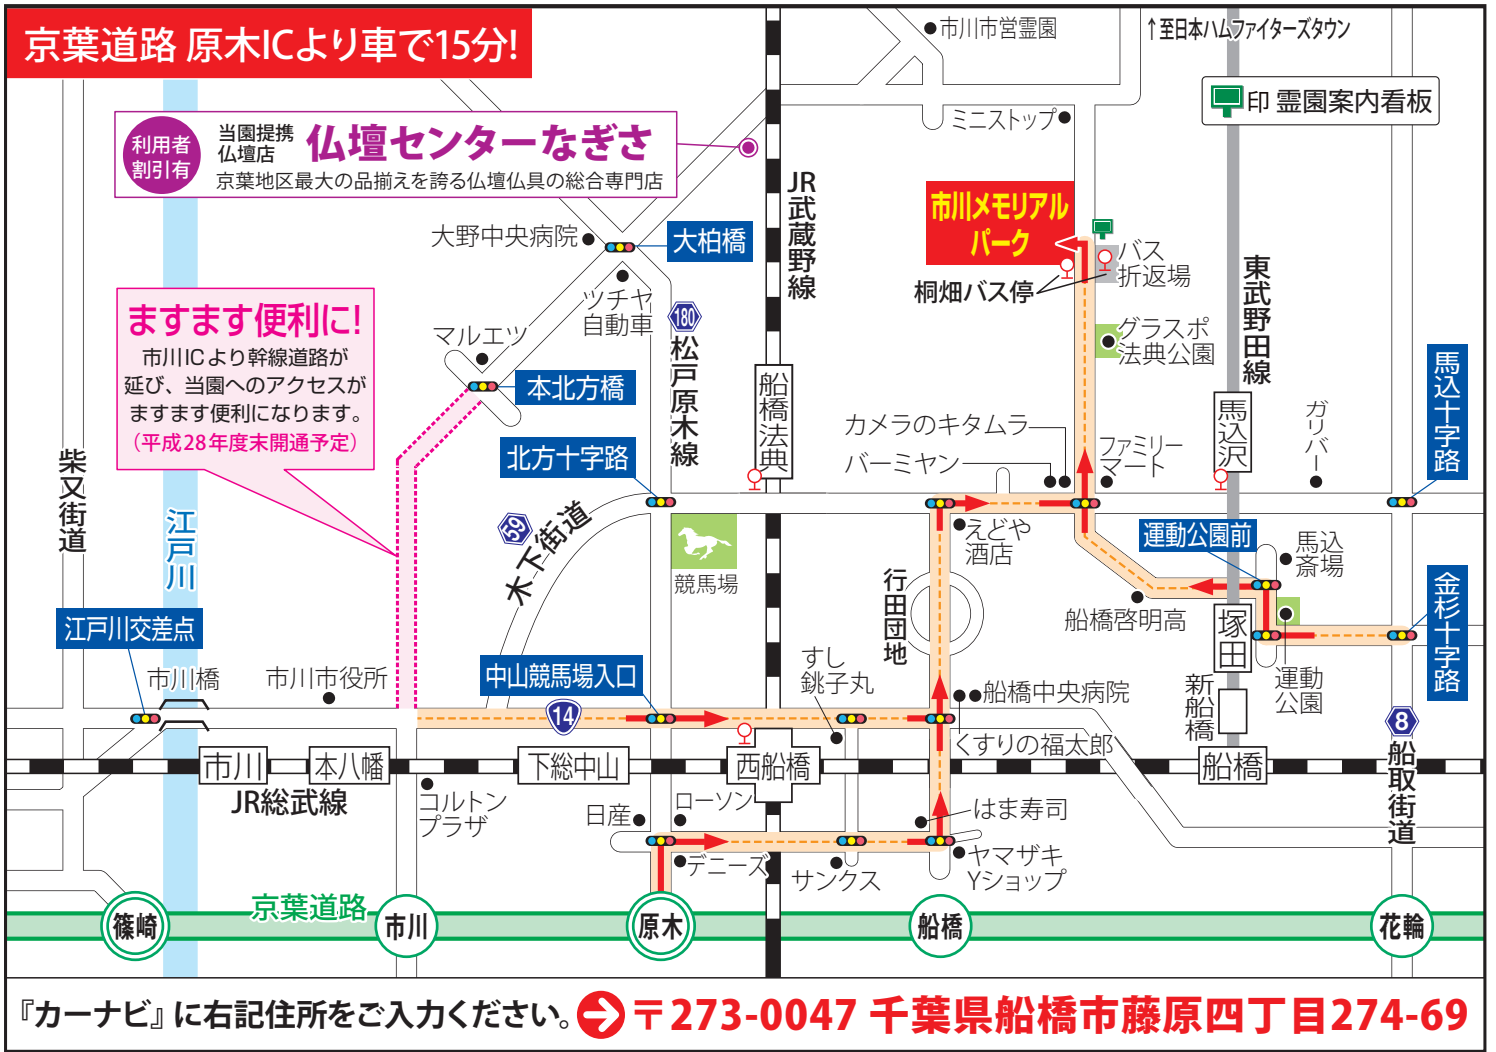 京葉道路 原木ICより車で15分!
市川市営霊園
↑至日本ハムファイターズタウン
印 霊園案内看板
ミニストップ
利用者
割引有
当園提携
仏壇店
仏壇センターなぎさ
京葉地区最大の品揃えを誇る仏壇仏具の総合専門店
JR武蔵野線
市川メモリアル
パーク
大野中央病院
大柏橋
バス
折返場
桐畑バス停
東武野田線
ツチヤ
自動車
180
松戸原木線
ますます便利に!
市川ICより幹線道路が
延び、当園へのアクセスが
ますます便利になります。
(平成28年度末開通予定)
マルエツ
本北方橋
グラスポ
法典公園
船橋法典
馬込十字路
馬込沢
ガリバー
カメラのキタムラ
バーミヤン
ファミリー
マート
北方十字路
柴又街道
江戸川
59
木下街道
えどや
酒店
運動公園前
馬込
斎場
競馬場
行田団地
船橋啓明高
金杉十字路
塚田
江戸川交差点
市川橋
市川市役所
中山競馬場入口
すし
銚子丸
船橋中央病院
新船橋
運動
公園
14
8
船取街道
くすりの福太郎
市川
本八幡
下総中山
西船橋
船橋
JR総武線
コルトン
プラザ
日産
ローソン
はま寿司
デニーズ
サンクス
ヤマザキ
Yショップ
京葉道路
篠崎
市川
原木
船橋
花輪
『カーナビ』に右記住所をご入力ください。
〒273-0047 千葉県船橋市藤原四丁目274-69